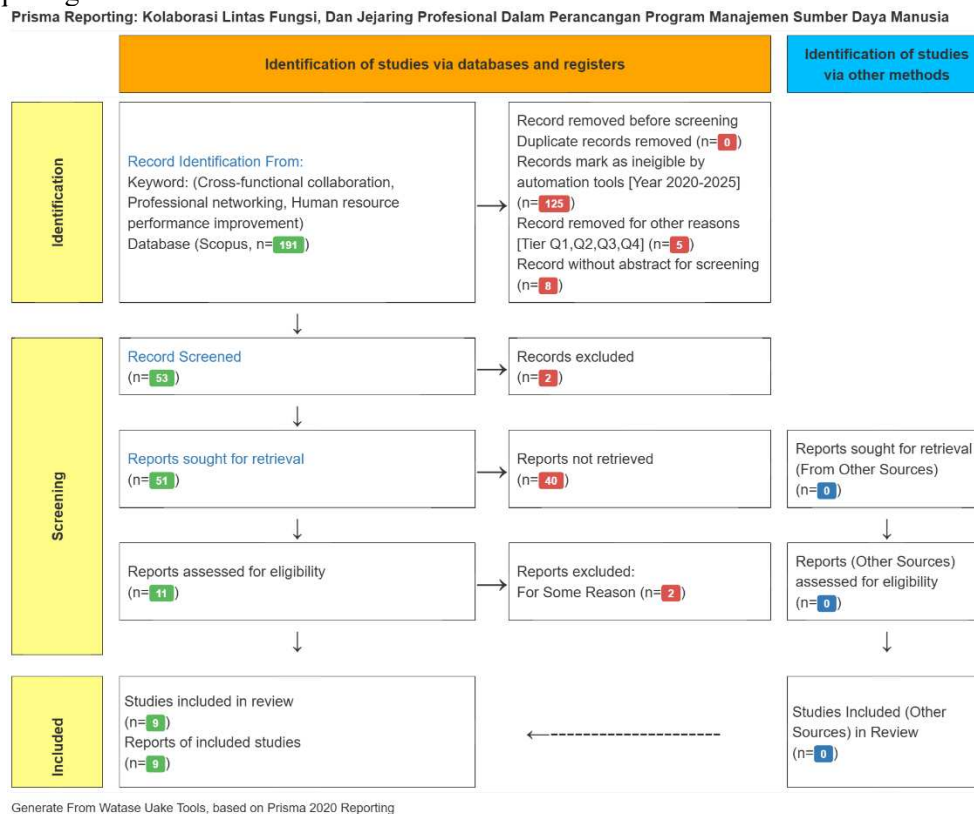 Prisma Reporting: Kolaborasi Lintas Fungsi, Dan Jejaring Profesional Dalam Perancangan Program Manajemen Sumber Daya Manusia
Identification of studies via databases and registers
Identification of studies
via other methods
Identification
Record Identification From:
Keyword: (Cross-functional collaboration,
Professional networking, Human resource
performance improvement)
Database (Scopus, n=191)
Record removed before screening
Duplicate records removed (n=0)
Records mark as ineigible by
automation tools [Year 2020-2025]
(n=125)
Record removed for other reasons
[Tier Q1,Q2,Q3,Q4] (n=5)
Record without abstract for screening
(n=8)
Screening
Record Screened
(n=53)
Records excluded
(n=2)
Reports sought for retrieval
(n=51)
Reports not retrieved
(n=40)
Reports sought for retrieval
(From Other Sources)
(n=0)
Reports assessed for eligibility
(n=11)
Reports excluded:
For Some Reason (n=2)
Reports (Other Sources)
assessed for eligibility
(n=0)
Included
Studies included in review
(n=9)
Reports of included studies
(n=9)
Studies Included (Other
Sources) in Review
(n=0)
Generate From Watase Uake Tools, based on Prisma 2020 Reporting